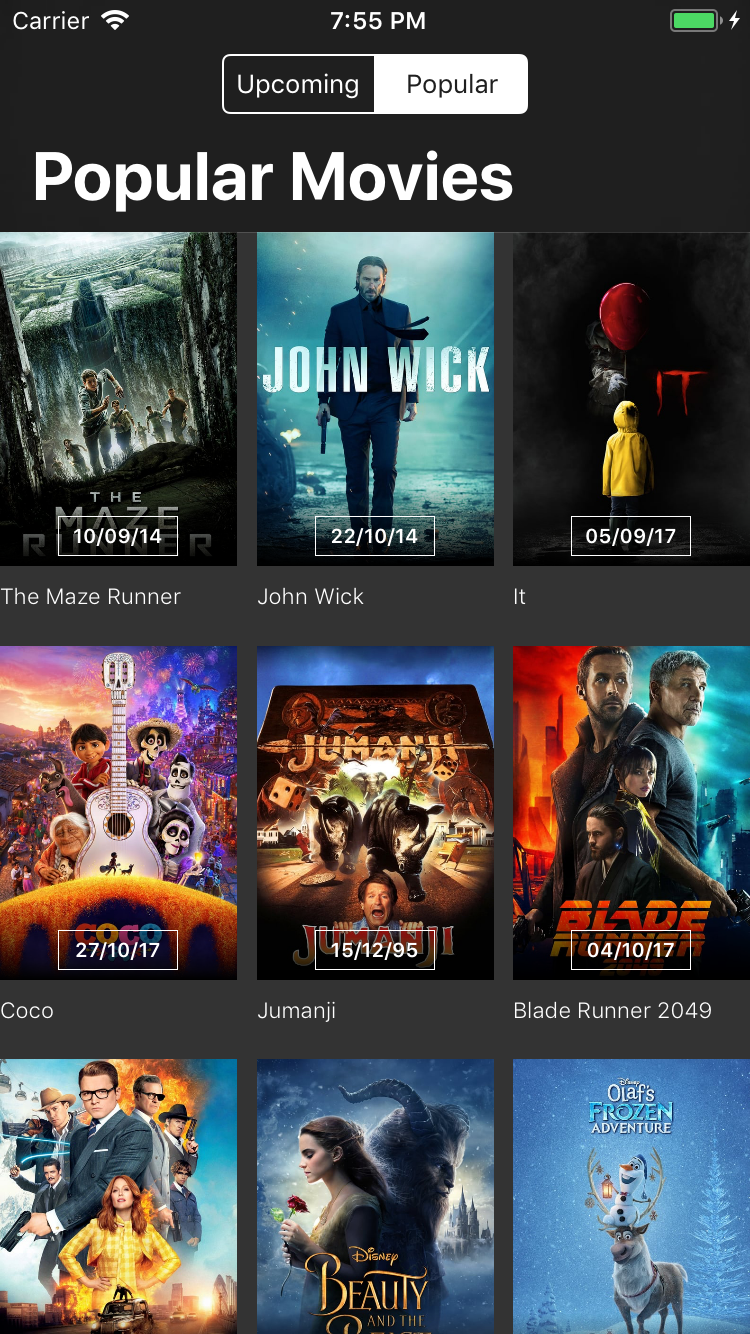 Carrier 7:55 PM
Upcoming Popular
Popular Movies
THE
MAZE
RUNNER
10/09/14
JOHN WICK
22/10/14
IT
05/09/17
The Maze Runner
John Wick
It
COCO
27/10/17
JUMANJI
JUMANJI
15/12/95
BLADE
RUNNER
2049
04/10/17
Coco
Jumanji
Blade Runner 2049
Disney
BEAUTY
AND THE
BEAST
Disney
Olaf's
FROZEN
ADVENTURE